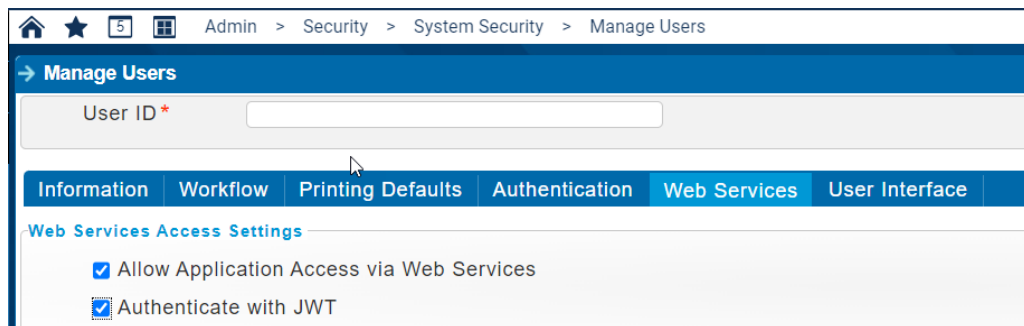 5 Admin > Security > System Security > Manage Users
Manage Users
User ID *
Information Workflow Printing Defaults Authentication Web Services User Interface
Web Services Access Settings
Allow Application Access via Web Services
Authenticate with JWT